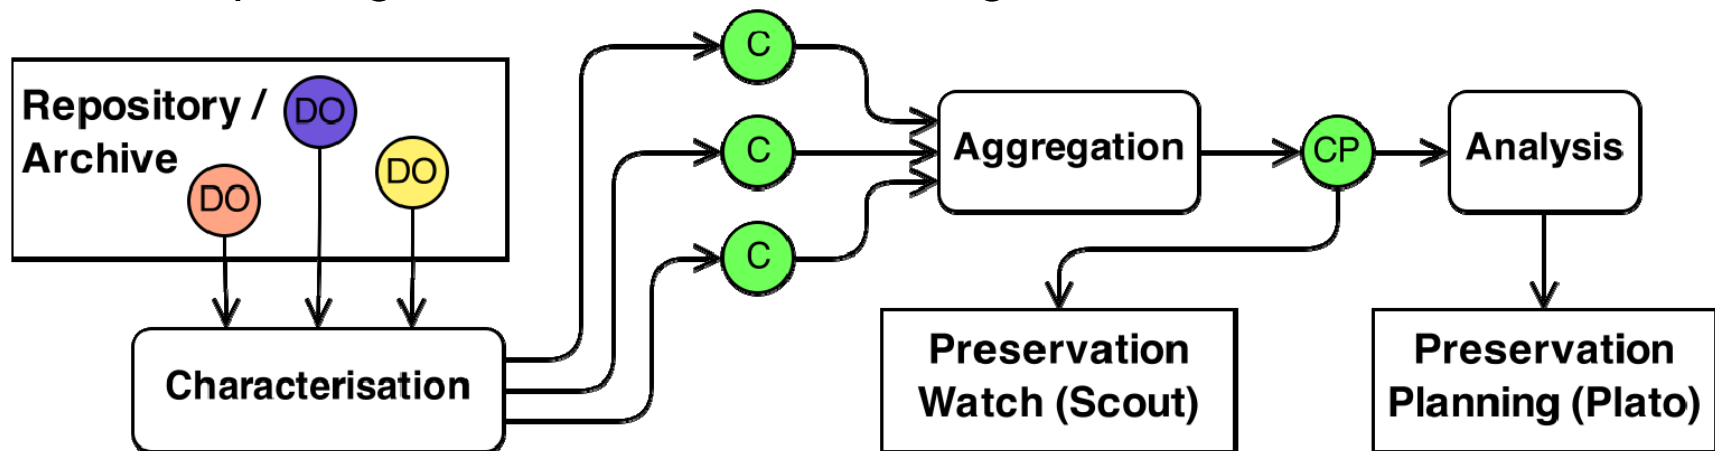 Repository /
Archive
DO
DO
DO
Characterisation
C
C
C
Aggregation
CP
Analysis
Preservation
Watch (Scout)
Preservation
Planning (Plato)